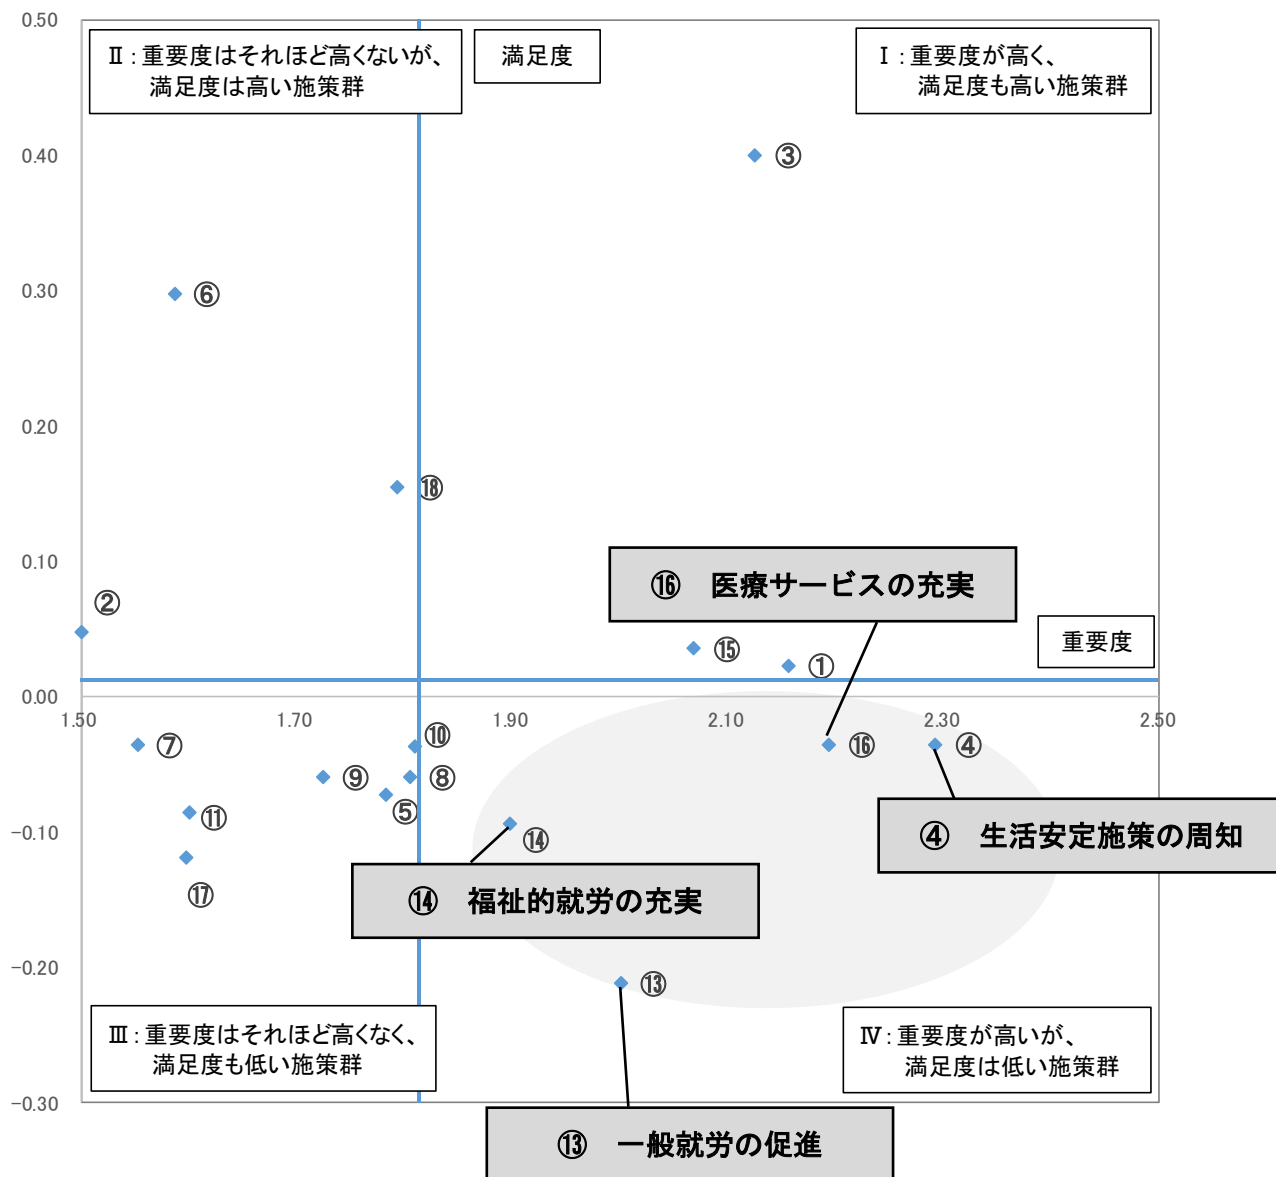 0.50
Ⅱ：重要度はそれほど高くないが、
満足度は高い施策群
満足度
Ⅰ：重要度が高く、
満足度も高い施策群
0.40
③
0.30
⑥
0.20
⑱
0.10
②
⑯ 医療サービスの充実
⑮
①
重要度
0.00
1.50
1.70
1.90
2.10
2.30
2.50
⑦
⑨
⑩
⑧
⑤
⑯
④
⑪
-0.10
⑭
④ 生活安定施策の周知
⑰
⑭ 福祉的就労の充実
-0.20
⑬
Ⅲ：重要度はそれほど高くなく、
満足度も低い施策群
Ⅳ：重要度が高いが、
満足度は低い施策群
-0.30
⑬ 一般就労の促進